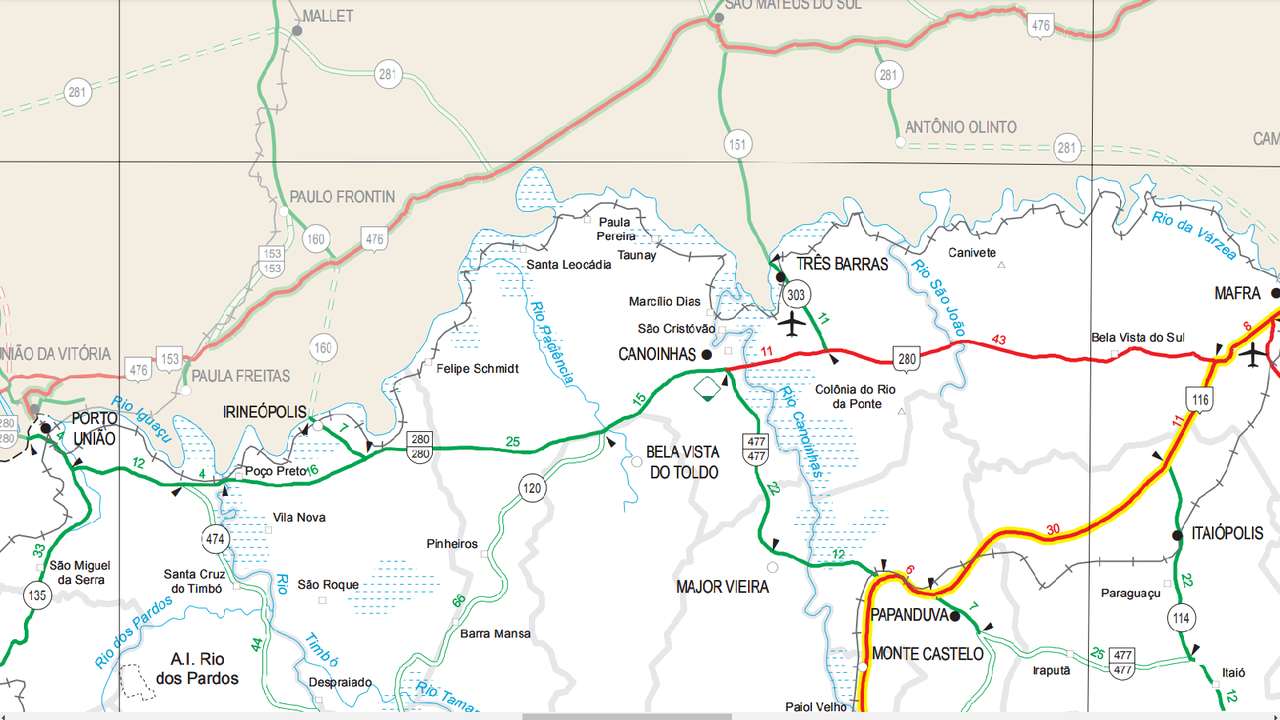 MALLET
SÃO MATEUS DO SUL
476
281
281
281
151
ANTÔNIO OLINTO
281
CAM
PAULO FRONTIN
160
476
153
153
Paula
Pereira
Taunay
Santa Leocádia
Rio da Várzea
Canivete
TRÊS BARRAS
Rio São João
MAFRA
Marcílio Dias
303
11
São Cristóvão
CANOINHAS
11
280
43
Bela Vista do Sul
6
Rio Paciência
160
UNIÃO DA VITÓRIA
476
153
PAULA FREITAS
Felipe Schmidt
Colônia do Rio
da Ponte
116
11
Rio Iguaçu
IRINEÓPOLIS
15
Rio Canoinhas
280
280
PORTO
UNIÃO
4
7
280
280
25
477
477
BELA VISTA
DO TOLDO
12
4
Poço Preto
16
120
22
Vila Nova
474
30
ITAIÓPOLIS
33
Pinheiros
12
São Miguel
da Serra
Santa Cruz
do Timbó
Rio
São Roque
MAJOR VIEIRA
6
22
135
Paraguaçu
66
PAPANDUVA
7
114
Rio dos Pardos
44
Timbó
Barra Mansa
MONTE CASTELO
25
477
477
A.I. Rio
dos Pardos
Iraputã
Itaió
Despraiado
Rio Tamar
Paiol Velho
12